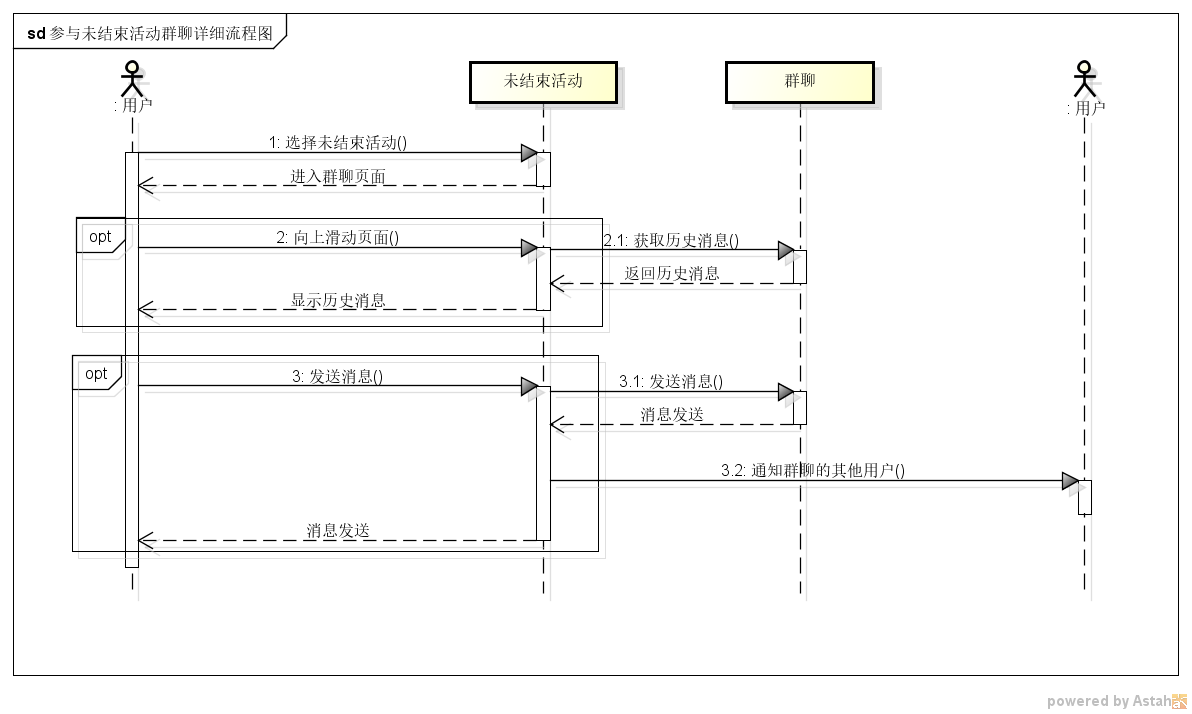 sd 参与未结束活动群聊详细流程图
: 用户
未结束活动
群聊
: 用户
1: 选择未结束活动()
进入群聊页面
opt
2: 向上滑动页面()
2.1: 获取历史消息()
返回历史消息
显示历史消息
opt
3: 发送消息()
3.1: 发送消息()
消息发送
3.2: 通知群聊的其他用户()
消息发送
powered by Astah